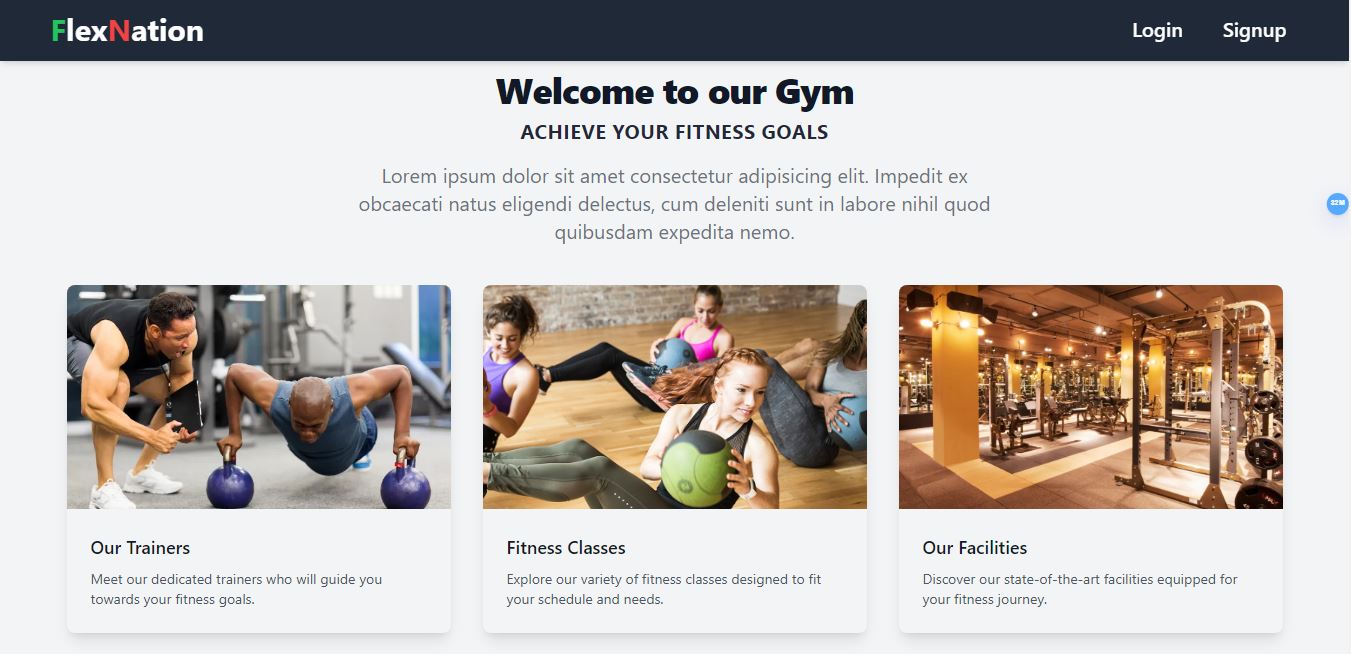 FlexNation
Login
Signup
Welcome to our Gym
ACHIEVE YOUR FITNESS GOALS
Lorem ipsum dolor sit amet consectetur adipisicing elit. Impedit ex
obcaecati natus eligendi delectus, cum deleniti sunt in labore nihil quod
quibusdam expedita nemo.
32M
Our Trainers
Meet our dedicated trainers who will guide you
towards your fitness goals.
Fitness Classes
Explore our variety of fitness classes designed to fit
your schedule and needs.
Our Facilities
Discover our state-of-the-art facilities equipped for
your fitness journey.